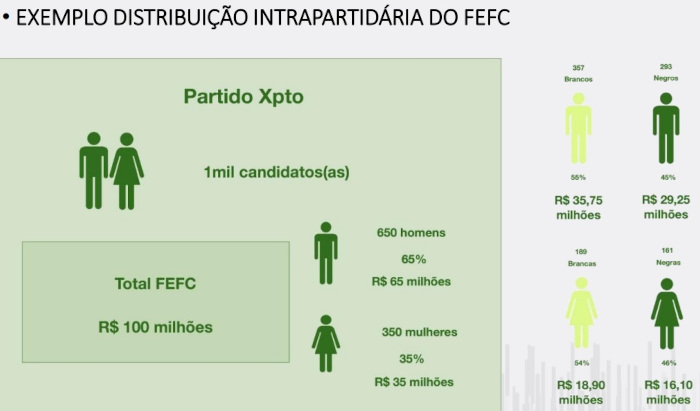 • EXEMPLO DISTRIBUIÇÃO INTRAPARTIDÁRIA DO FEFC
Partido Xpto
1mil candidatos(as)
Total FEFC
R$ 100 milhões
650 homens
65%
R$ 65 milhões
350 mulheres
35%
R$ 35 milhões
357
Brancos
55%
R$ 35,75
milhões
293
Negros
45%
R$ 29,25
milhões
189
Brancas
54%
R$ 18,90
milhões
161
Negras
46%
R$ 16,10
milhões